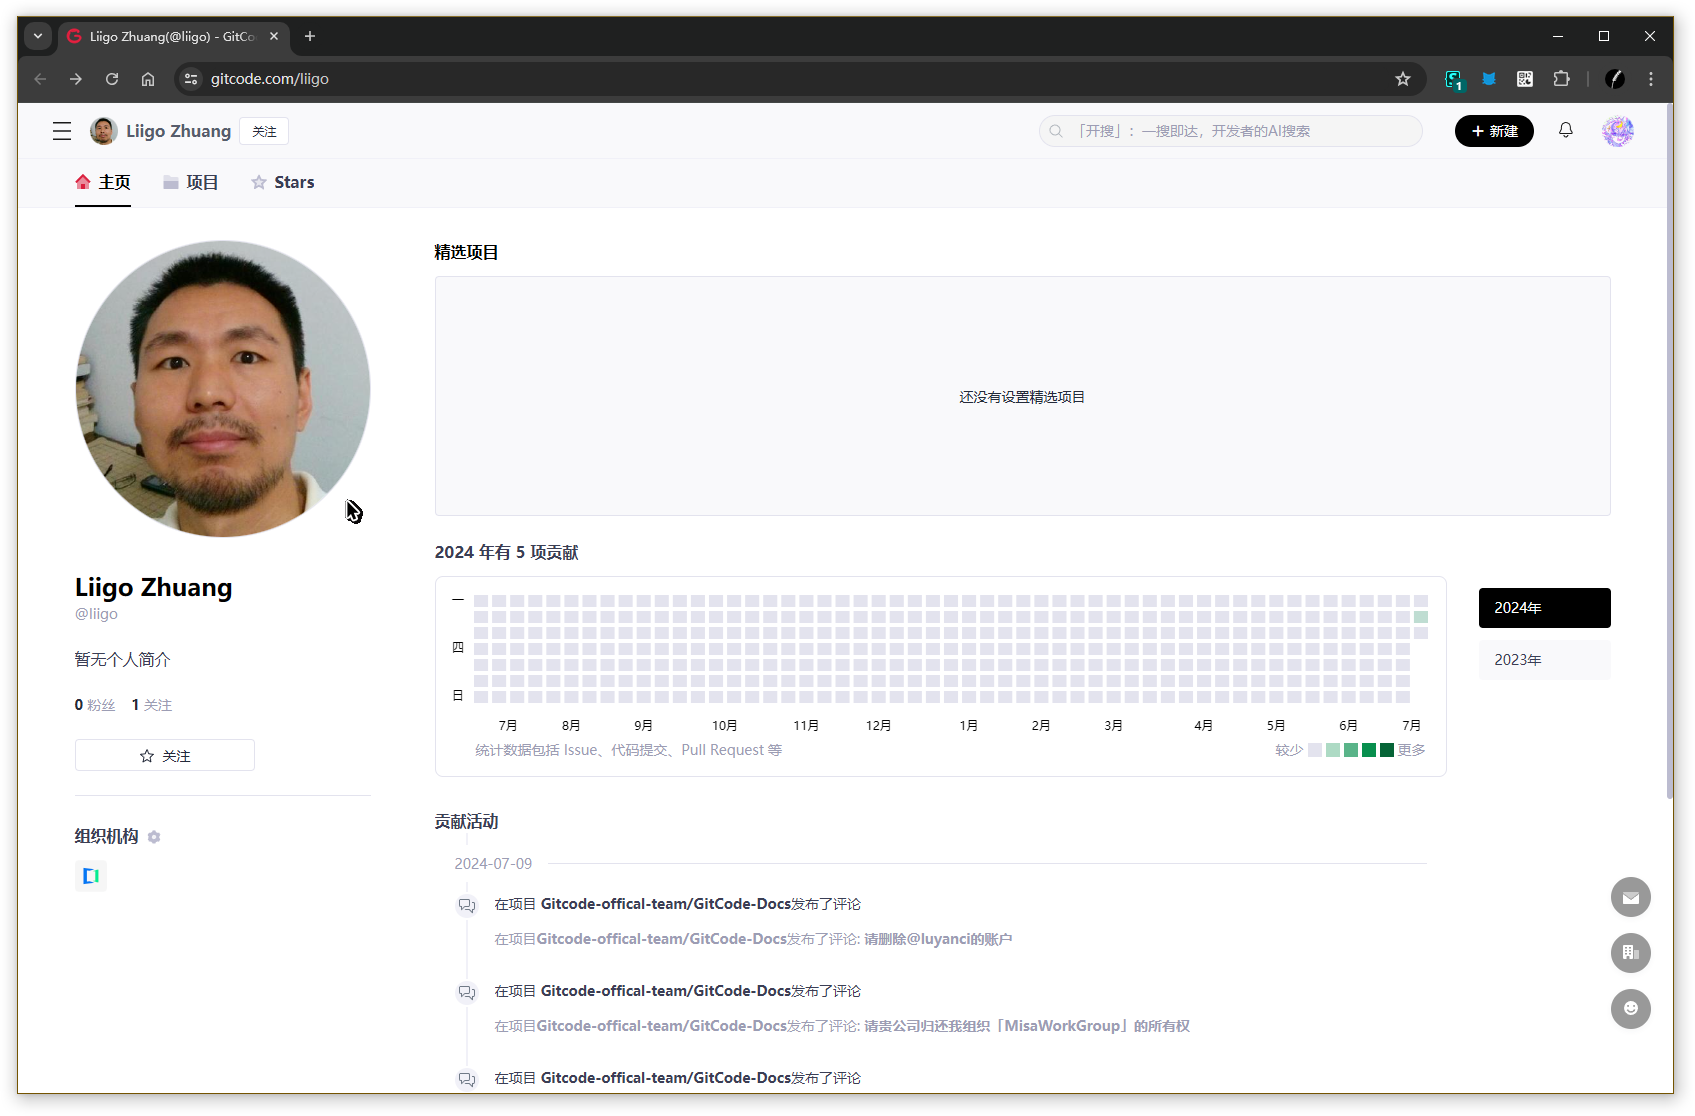 Liigo Zhuang(@liigo) - GitCo
gitcode.com/liigo
1
Liigo Zhuang 关注
「开搜」：一搜即达，开发者的AI搜索
+ 新建
主页 项目 Stars
精选项目
还没有设置精选项目
Liigo Zhuang
@liigo
暂无个人简介
0 粉丝 1 关注
关注
组织机构
2024 年有 5 项贡献
一
四
日
7月 8月 9月 10月 11月 12月 1月 2月 3月 4月 5月 6月 7月
统计数据包括 Issue、代码提交、Pull Request 等
较少 更多
2024年
2023年
贡献活动
2024-07-09
在项目 Gitcode-offical-team/GitCode-Docs发布了评论
在项目Gitcode-offical-team/GitCode-Docs发布了评论: 请删除@luyanci的账户
在项目 Gitcode-offical-team/GitCode-Docs发布了评论
在项目Gitcode-offical-team/GitCode-Docs发布了评论: 请贵公司归还我组织「MisaWorkGroup」的所有权
在项目 Gitcode-offical-team/GitCode-Docs发布了评论